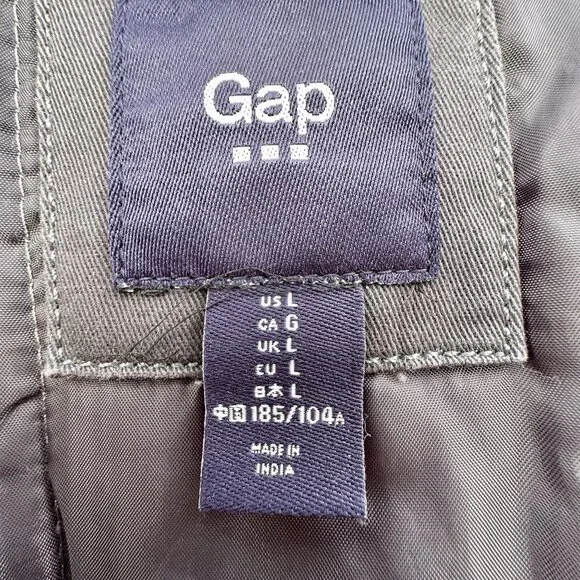 Gap
US L
CA G
UK L
EU L
日本 L
中国 185/104A
MADE IN
INDIA